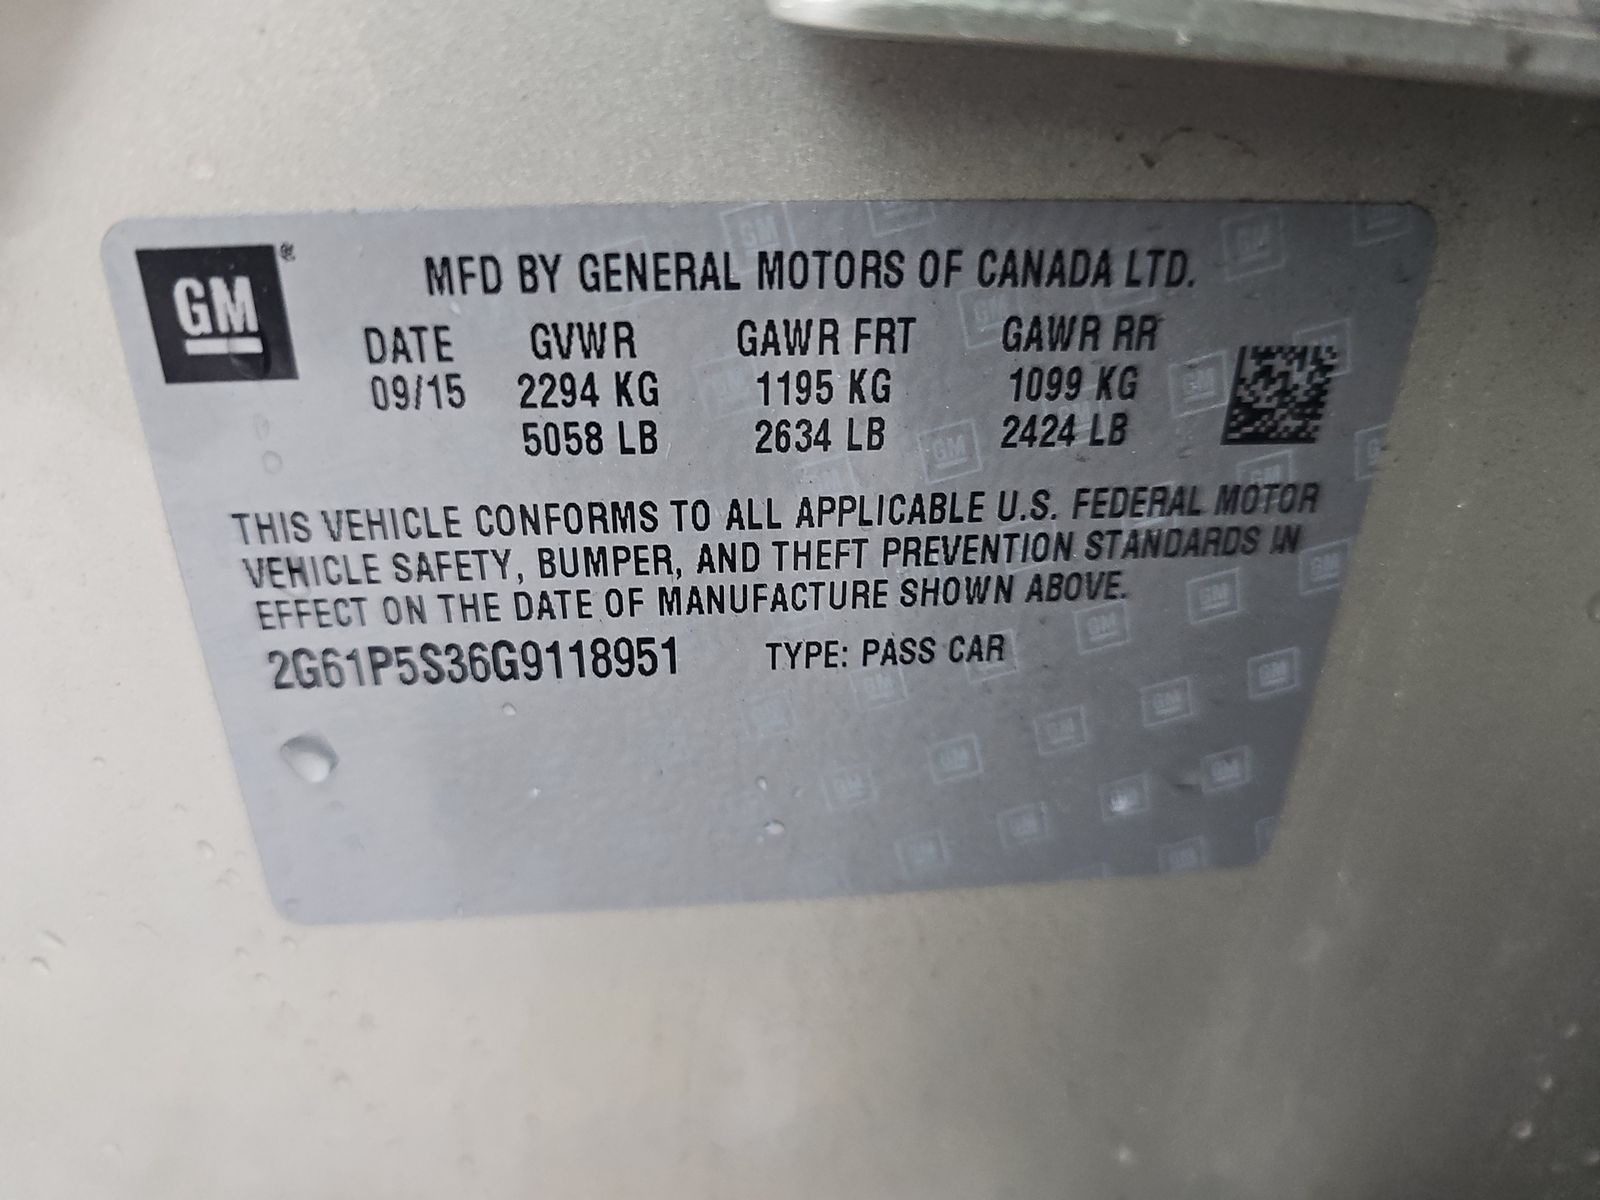 GM®
MFD BY GENERAL MOTORS OF CANADA LTD.
DATE GVWR GAWR FRT GAWR RR
09/15 2294 KG 1195 KG 1099 KG
5058 LB 2634 LB 2424 LB
THIS VEHICLE CONFORMS TO ALL APPLICABLE U.S. FEDERAL MOTOR
VEHICLE SAFETY, BUMPER, AND THEFT PREVENTION STANDARDS IN
EFFECT ON THE DATE OF MANUFACTURE SHOWN ABOVE.
2G61P5S36G9118951 TYPE: PASS CAR